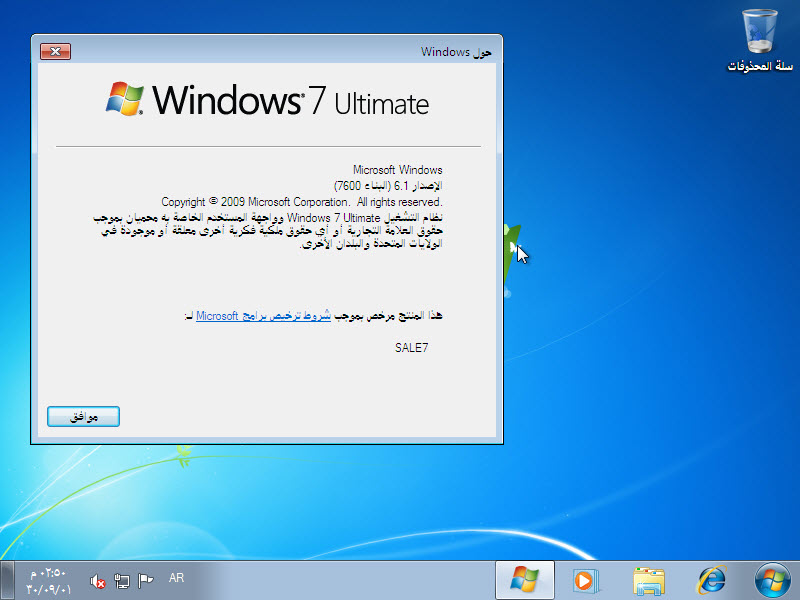 سلة المحذوفات
حول Windows
Windows® 7 Ultimate
Microsoft Windows
الإصدار 6.1 (البناء 7600)
Copyright © 2009 Microsoft Corporation. All rights reserved.
نظام التشغيل Windows 7 Ultimate وواجهة المستخدم الخاصة به محميان بموجب
حقوق العلامة التجارية أو أي حقوق ملكية فكرية أخرى معلقة أو موجودة في
الولايات المتحدة والبلدان الأخرى.
هذا المنتج مرخص بموجب شروط ترخيص برامج Microsoft لـ:
SALE7
موافق
AR
٠٢:٥٠ م
٣٠/٠٩/٠١